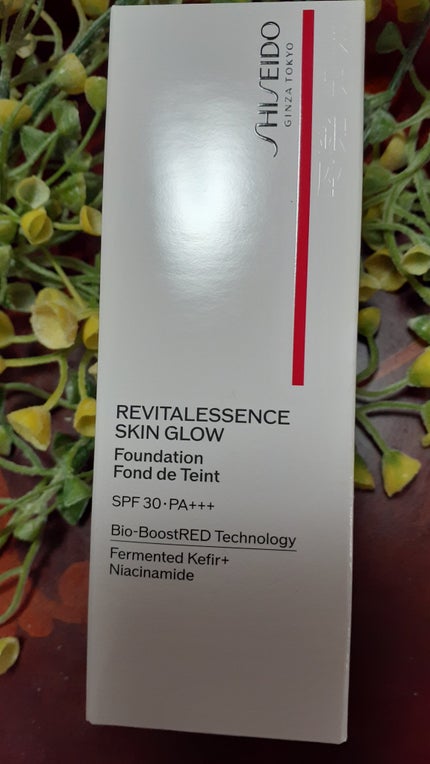 SHISEIDO
GINZA TOKYO
REVITALESSENCE
SKIN GLOW
Foundation
Fond de Teint
SPF 30·PA+++
Bio-BoostRED Technology
Fermented Kefir+
Niacinamide